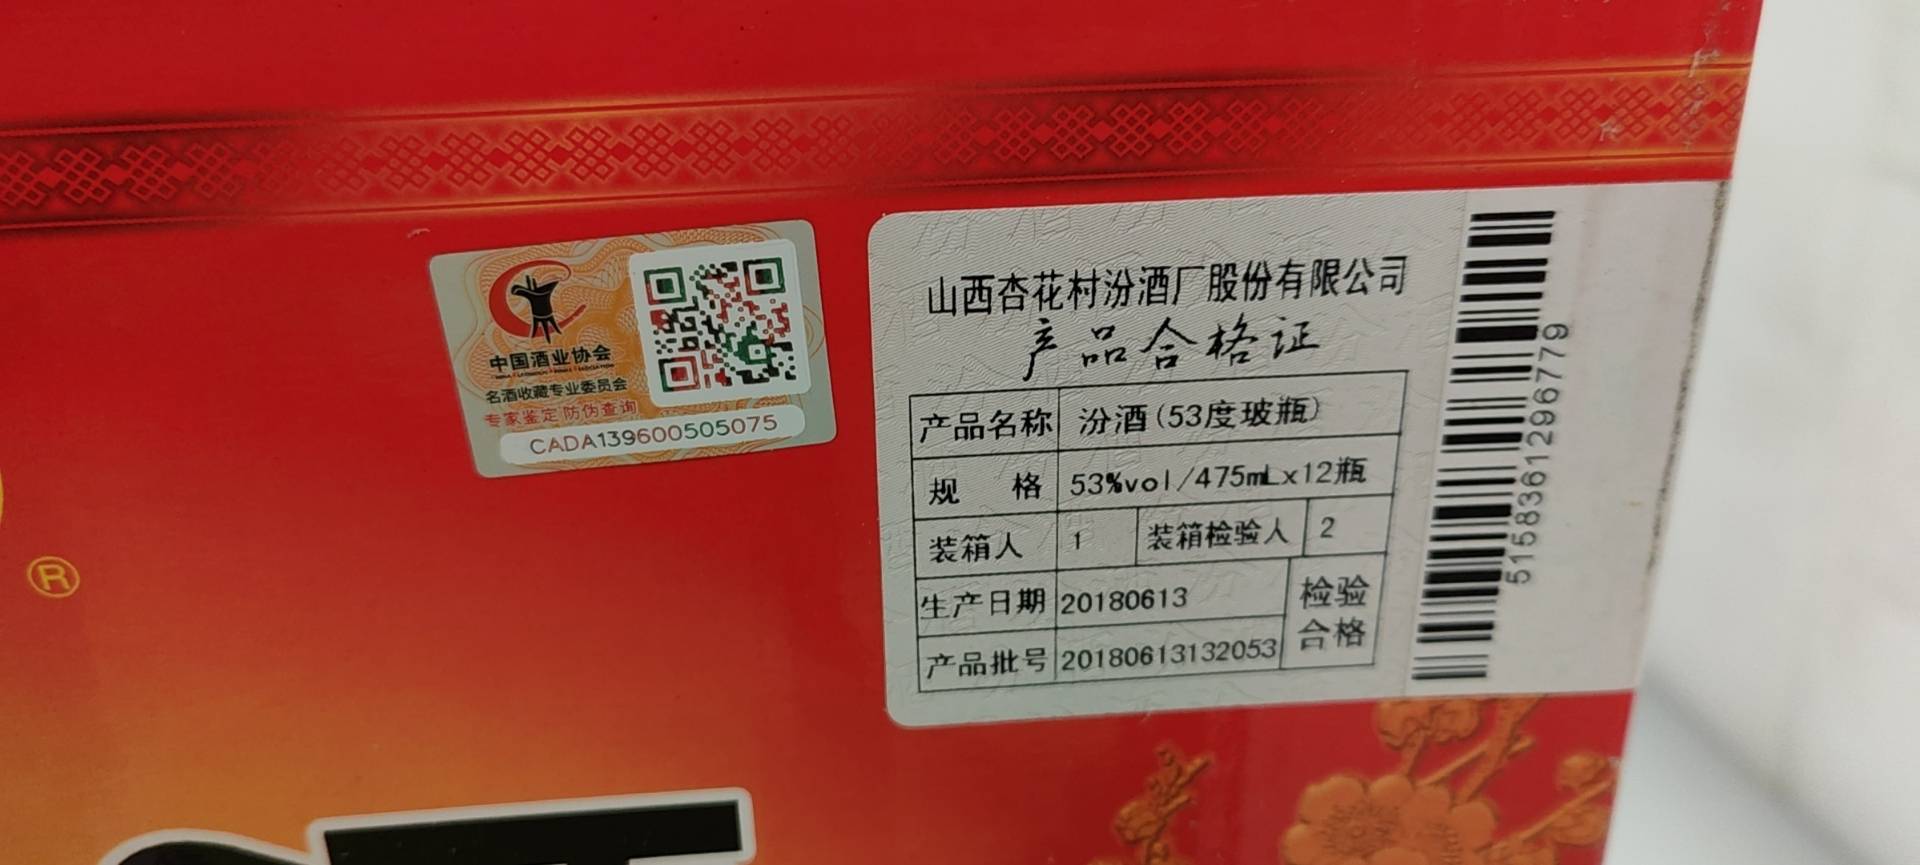 中国酒业协会
名酒收藏专业委员会
专家鉴定 防伪查询
CADA139600505075
山西杏花村汾酒厂股份有限公司
产品合格证
产品名称 汾酒(53度玻瓶)
规 格 53%vol/475mLx12瓶
装箱人 1 装箱检验人 2
生产日期 20180613 检验
产品批号 20180613132053 合格
5115836129677​9
®